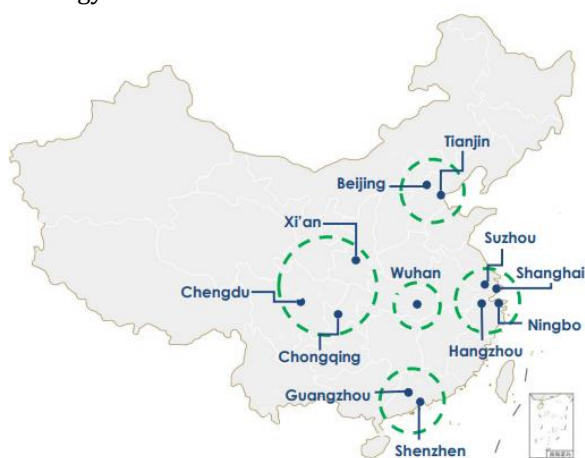 Tianjin
Beijing
Xi'an
Suzhou
Wuhan
Shanghai
Chengdu
Ningbo
Chongqing
Hangzhou
Guangzhou
Shenzhen